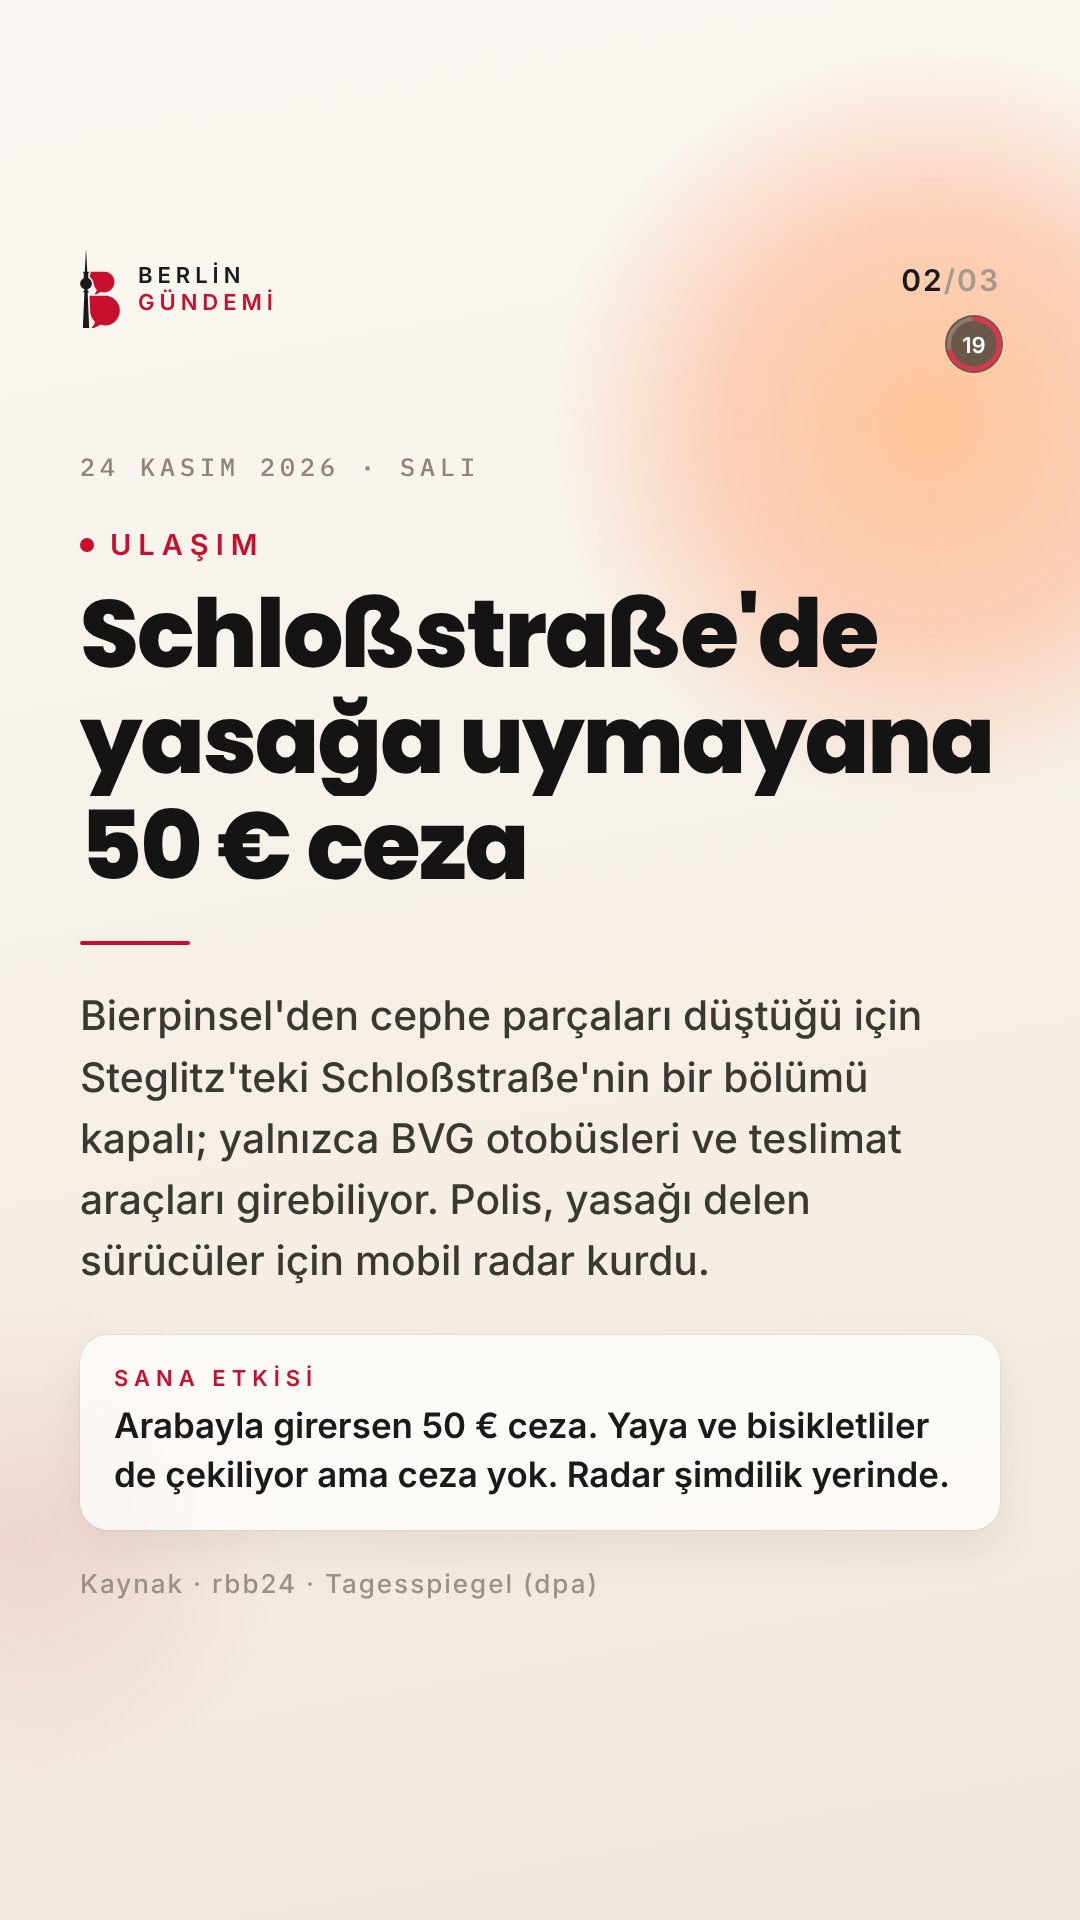 BERLİN
GÜNDEMİ
02/03
19
24 KASIM 2026 · SALI
ULAŞIM
Schloßstraße'de
yasağa uymayana
50 € ceza
Bierpinsel'den cephe parçaları düştüğü için
Steglitz'teki Schloßstraße'nin bir bölümü
kapalı; yalnızca BVG otobüsleri ve teslimat
araçları girebiliyor. Polis, yasağı delen
sürücüler için mobil radar kurdu.
SANA ETKİSİ
Arabayla girersen 50 € ceza. Yaya ve bisikletliler
de çekiliyor ama ceza yok. Radar şimdilik yerinde.
Kaynak · rbb24 · Tagesspiegel (dpa)